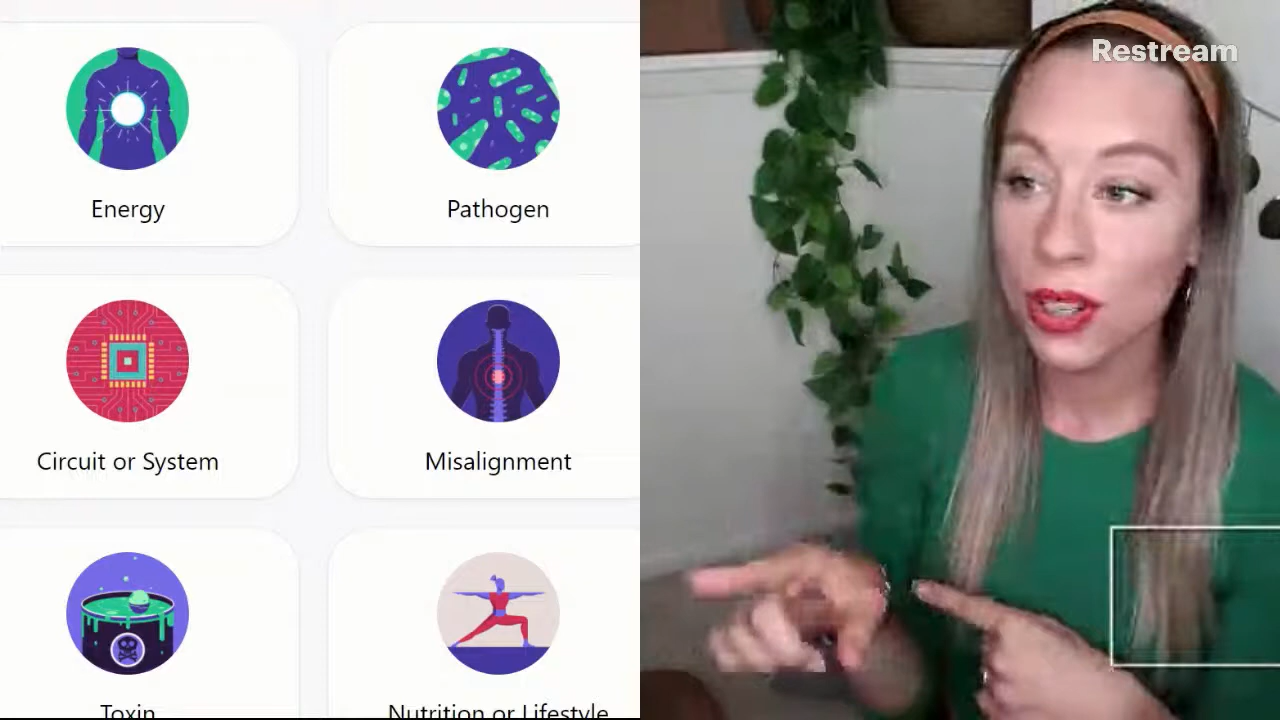 Restream
Energy
Pathogen
Circuit or System
Misalignment
Toxin
Nutrition or Lifestyle